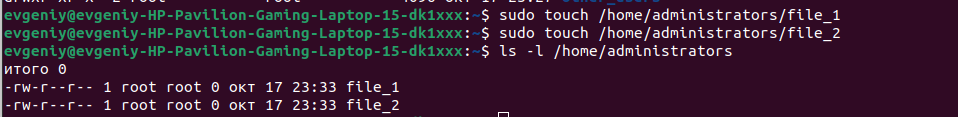 evgeniy@evgeniy-HP-Pavilion-Gaming-Laptop-15-dk1xxx:~$ sudo touch /home/administrators/file_1
evgeniy@evgeniy-HP-Pavilion-Gaming-Laptop-15-dk1xxx:~$ sudo touch /home/administrators/file_2
evgeniy@evgeniy-HP-Pavilion-Gaming-Laptop-15-dk1xxx:~$ ls -l /home/administrators
итого 0
-rw-r--r-- 1 root root 0 окт 17 23:33 file_1
-rw-r--r-- 1 root root 0 окт 17 23:33 file_2